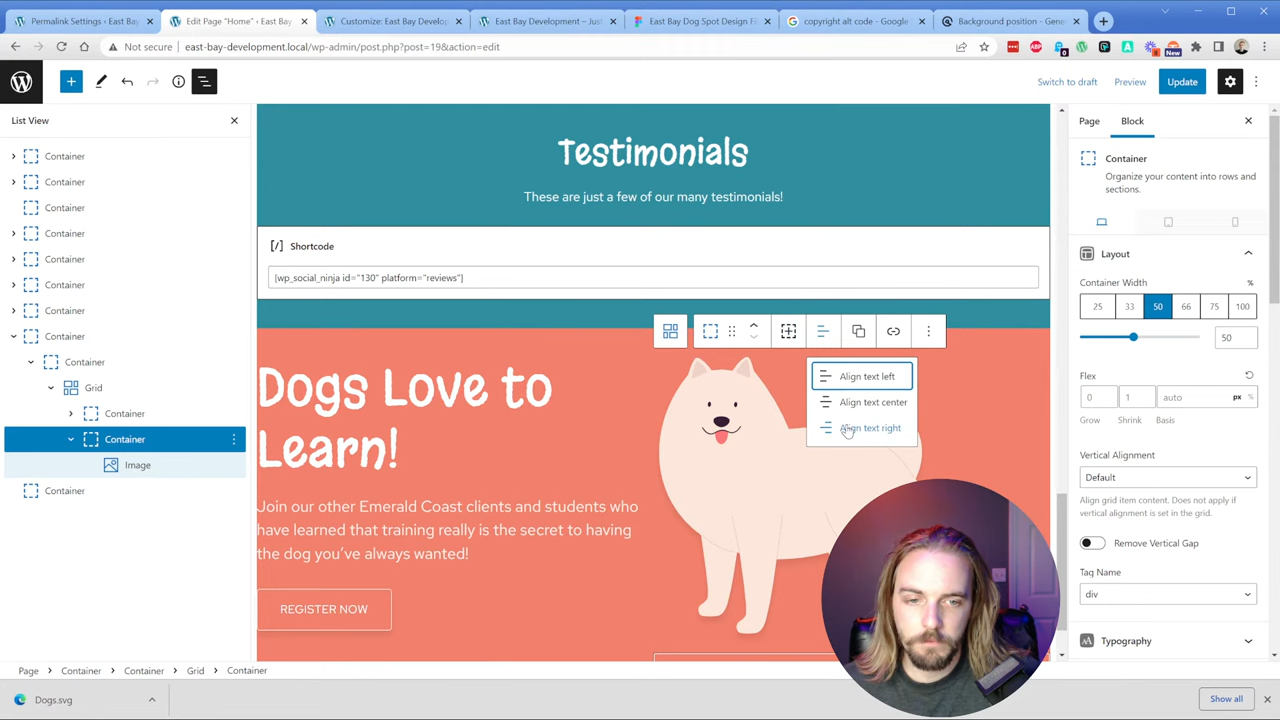 Permalink Settings ‹ East Bay
Edit Page “Home” ‹ East Bay
Customize: East Bay Develop
East Bay Development – Just
East Bay Dog Spot Design Fi
copyright alt code - Google
Background position - Gene
Not secure
east-bay-development.local/wp-admin/post.php?post=19&action=edit
New
Switch to draft
Preview
Update
List View
Container
Container
Container
Container
Container
Container
Container
Container
Container
Grid
Container
Container
Image
Container
Testimonials
These are just a few of our many testimonials!
[/] Shortcode
[wp_social_ninja id="130" platform="reviews"]
Align text left
Align text center
Align text right
Dogs Love to
Learn!
Join our other Emerald Coast clients and students who
have learned that training really is the secret to having
the dog you’ve always wanted!
REGISTER NOW
Page
Block
Container
Organize your content into rows and
sections.
Layout
Container Width
%
25
33
50
66
75
100
50
Flex
0
1
auto
px
%
Grow
Shrink
Basis
Vertical Alignment
Default
Align grid item content. Does not apply if
vertical alignment is set in the grid.
Remove Vertical Gap
Tag Name
div
Typography
Page
Container
Container
Grid
Container
Dogs.svg
Show all